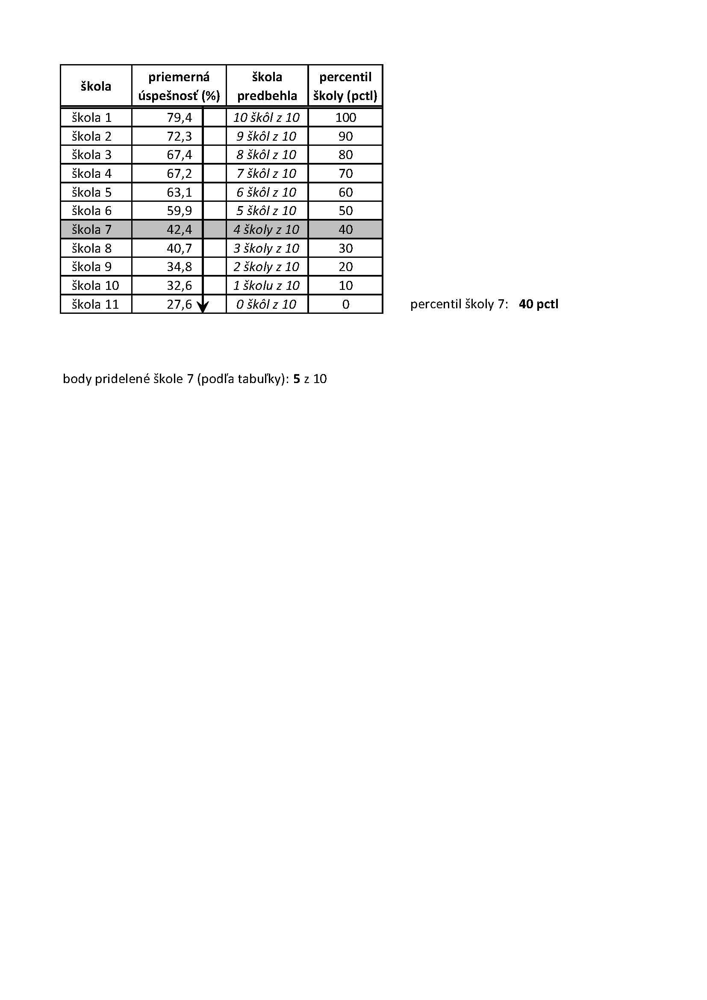 škola priemerná úspešnosť (%) škola predbehla percentil školy (pctl)
škola 1 79,4 10 škôl z 10 100
škola 2 72,3 9 škôl z 10 90
škola 3 67,4 8 škôl z 10 80
škola 4 67,2 7 škôl z 10 70
škola 5 63,1 6 škôl z 10 60
škola 6 59,9 5 škôl z 10 50
škola 7 42,4 4 školy z 10 40
škola 8 40,7 3 školy z 10 30
škola 9 34,8 2 školy z 10 20
škola 10 32,6 1 školu z 10 10
škola 11 27,6 0 škôl z 10 0 percentil školy 7: 40 pctl
body pridelené škole 7 (podľa tabuľky): 5 z 10